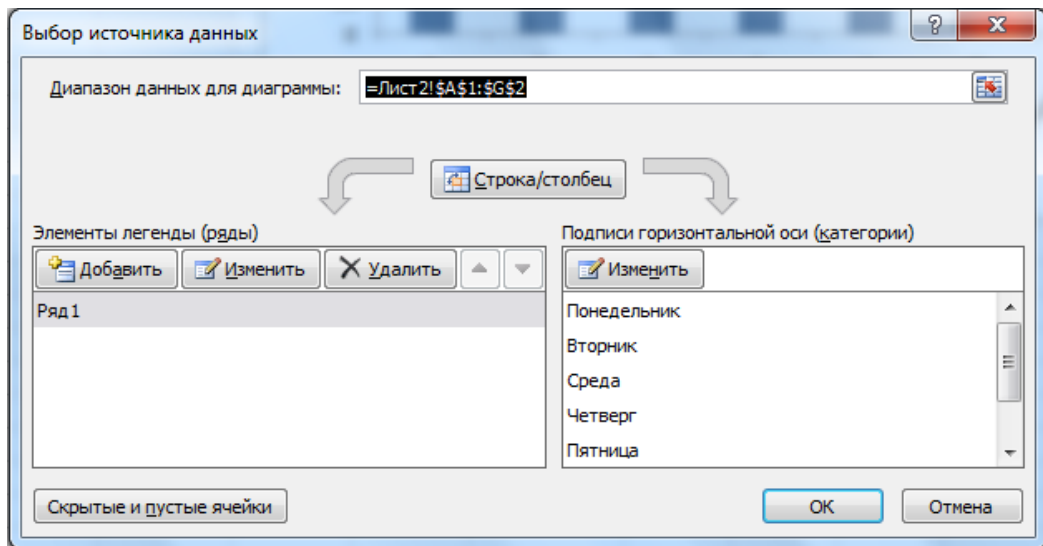 Выбор источника данных
Диапазон данных для диаграммы: =Лист2!$A$1:$G$2
Строка/столбец
Элементы легенды (ряды)
Добавить Изменить Удалить
Ряд1
Подписи горизонтальной оси (категории)
Изменить
Понедельник
Вторник
Среда
Четверг
Пятница
Скрытые и пустые ячейки
ОК Отмена